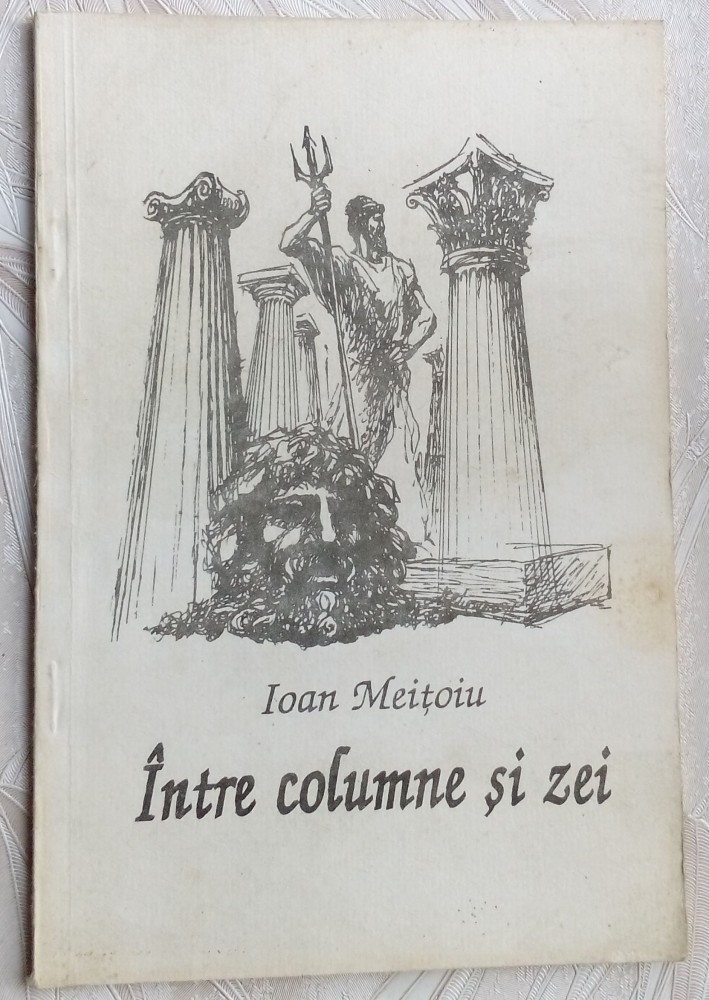 Ioan Meițoiu
Între columne și zei